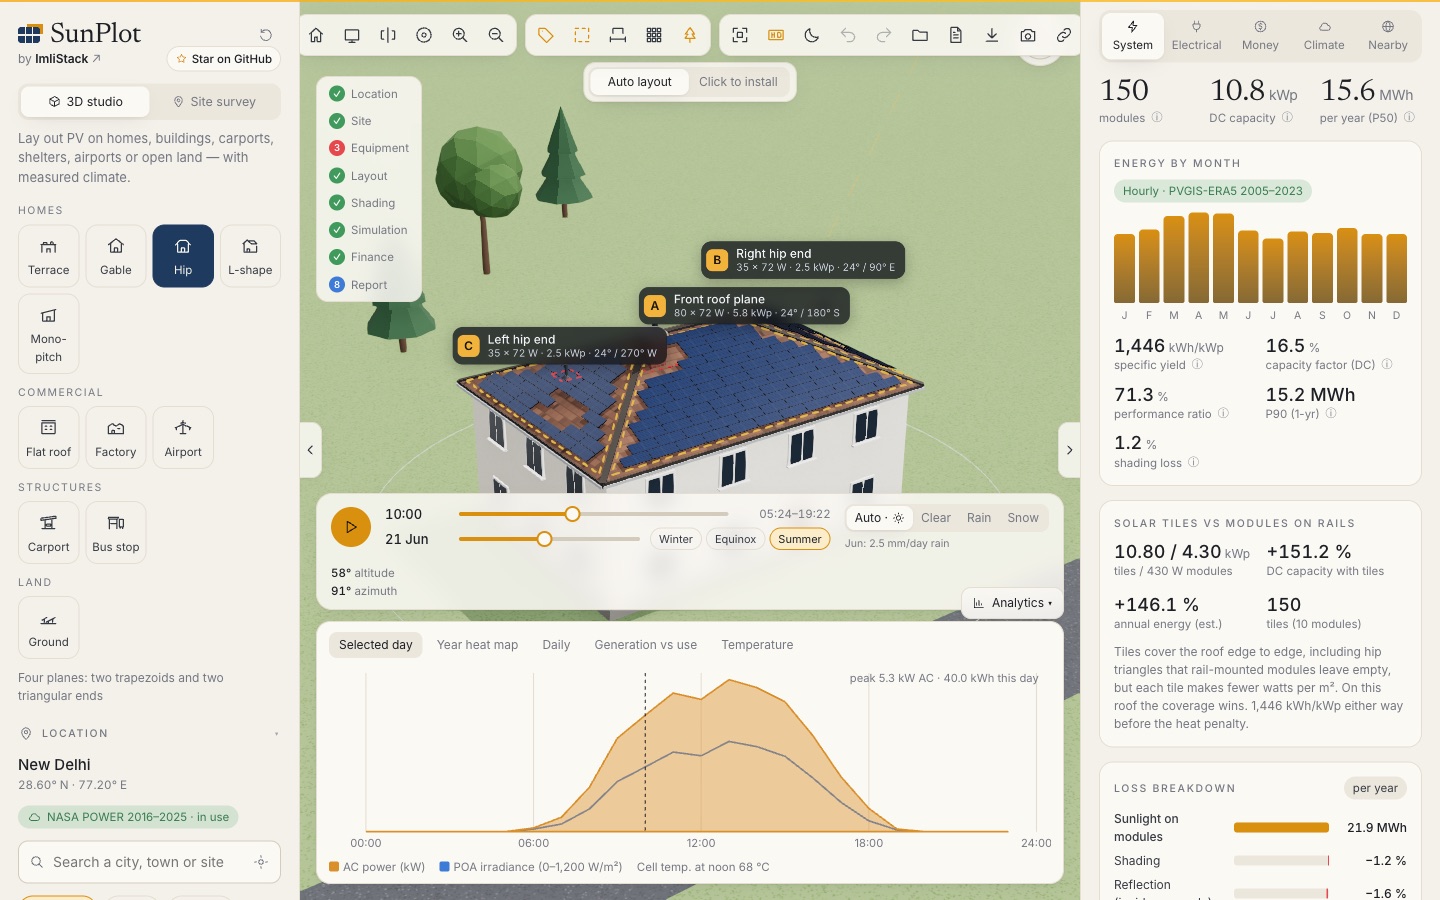 SunPlot
by ImliStack ↗
Star on GitHub
3D studio
Site survey
Lay out PV on homes, buildings, carports,
shelters, airports or open land — with
measured climate.
HOMES
Terrace
Gable
Hip
L-shape
Mono-
pitch
COMMERCIAL
Flat roof
Factory
Airport
STRUCTURES
Carport
Bus stop
LAND
Ground
Four planes: two trapezoids and two
triangular ends
LOCATION
New Delhi
28.60° N · 77.20° E
NASA POWER 2016–2025 · in use
Search a city, town or site
HD
Auto layout
Click to install
Location
Site
3 Equipment
Layout
Shading
Simulation
Finance
8 Report
B Right hip end
35 × 72 W · 2.5 kWp · 24° / 90° E
A Front roof plane
80 × 72 W · 5.8 kWp · 24° / 180° S
C Left hip end
35 × 72 W · 2.5 kWp · 24° / 270° W
10:00
05:24–19:22
21 Jun
Winter
Equinox
Summer
Auto ·
Clear
Rain
Snow
Jun: 2.5 mm/day rain
58° altitude
91° azimuth
Analytics
Selected day
Year heat map
Daily
Generation vs use
Temperature
peak 5.3 kW AC · 40.0 kWh this day
00:00
06:00
12:00
18:00
24:00
AC power (kW)
POA irradiance (0–1,200 W/m²)
Cell temp. at noon 68 °C
System
Electrical
Money
Climate
Nearby
150
modules
10.8 kWp
DC capacity
15.6 MWh
per year (P50)
ENERGY BY MONTH
Hourly · PVGIS-ERA5 2005–2023
J F M A M J J A S O N D
1,446 kWh/kWp
specific yield
16.5 %
capacity factor (DC)
71.3 %
performance ratio
15.2 MWh
P90 (1-yr)
1.2 %
shading loss
SOLAR TILES VS MODULES ON RAILS
10.80 / 4.30 kWp
tiles / 430 W modules
+151.2 %
DC capacity with tiles
+146.1 %
annual energy (est.)
150
tiles (10 modules)
Tiles cover the roof edge to edge, including hip
triangles that rail-mounted modules leave empty,
but each tile makes fewer watts per m². On this
roof the coverage wins. 1,446 kWh/kWp either way
before the heat penalty.
LOSS BREAKDOWN
per year
Sunlight on
modules
21.9 MWh
Shading
−1.2 %
Reflection
−1.6 %